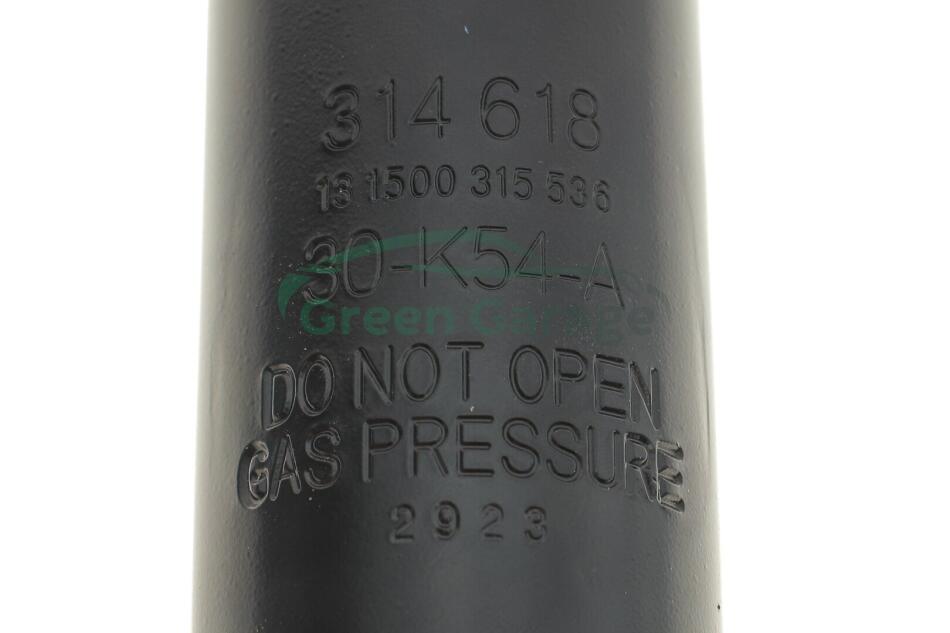 314 618
13 1500 315 536
30-K54-A
Green Garage
DO NOT OPEN
GAS PRESSURE
2923